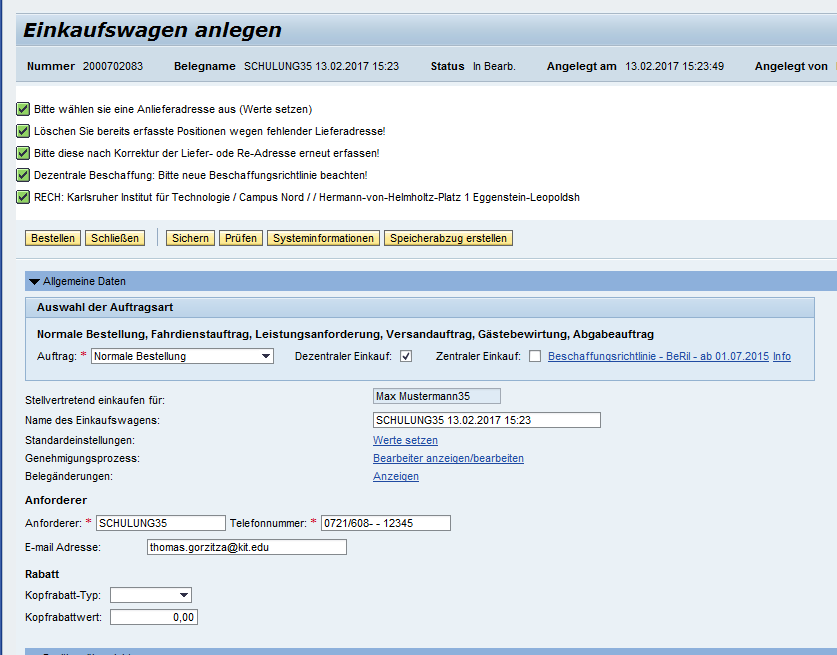 Einkaufswagen anlegen
Nummer 2000702083 Belegname SCHULUNG35 13.02.2017 15:23 Status In Bearb. Angelegt am 13.02.2017 15:23:49 Angelegt von
Bitte wählen sie eine Anlieferadresse aus (Werte setzen)
Löschen Sie bereits erfasste Positionen wegen fehlender Lieferadresse!
Bitte diese nach Korrektur der Liefer- ode Re-Adresse erneut erfassen!
Dezentrale Beschaffung: Bitte neue Beschaffungsrichtlinie beachten!
RECH: Karlsruher Institut für Technologie / Campus Nord / / Hermann-von-Helmholtz-Platz 1 Eggenstein-Leopoldsh
Bestellen Schließen Sichern Prüfen Systeminformationen Speicherabzug erstellen
Allgemeine Daten
Auswahl der Auftragsart
Normale Bestellung, Fahrdienstauftrag, Leistungsanforderung, Versandauftrag, Gästebewirtung, Abgabeauftrag
Auftrag: * Normale Bestellung Dezentraler Einkauf: Zentraler Einkauf: Beschaffungsrichtlinie - BeRil - ab 01.07.2015 Info
Stellvertretend einkaufen für: Max Mustermann35
Name des Einkaufswagens: SCHULUNG35 13.02.2017 15:23
Standardeinstellungen: Werte setzen
Genehmigungsprozess: Bearbeiter anzeigen/bearbeiten
Belegänderungen: Anzeigen
Anforderer
Anforderer: * SCHULUNG35 Telefonnummer: * 0721/608- - 12345
E-mail Adresse: thomas.gorzitza@kit.edu
Rabatt
Kopfrabatt-Typ:
Kopfrabattwert: 0,00